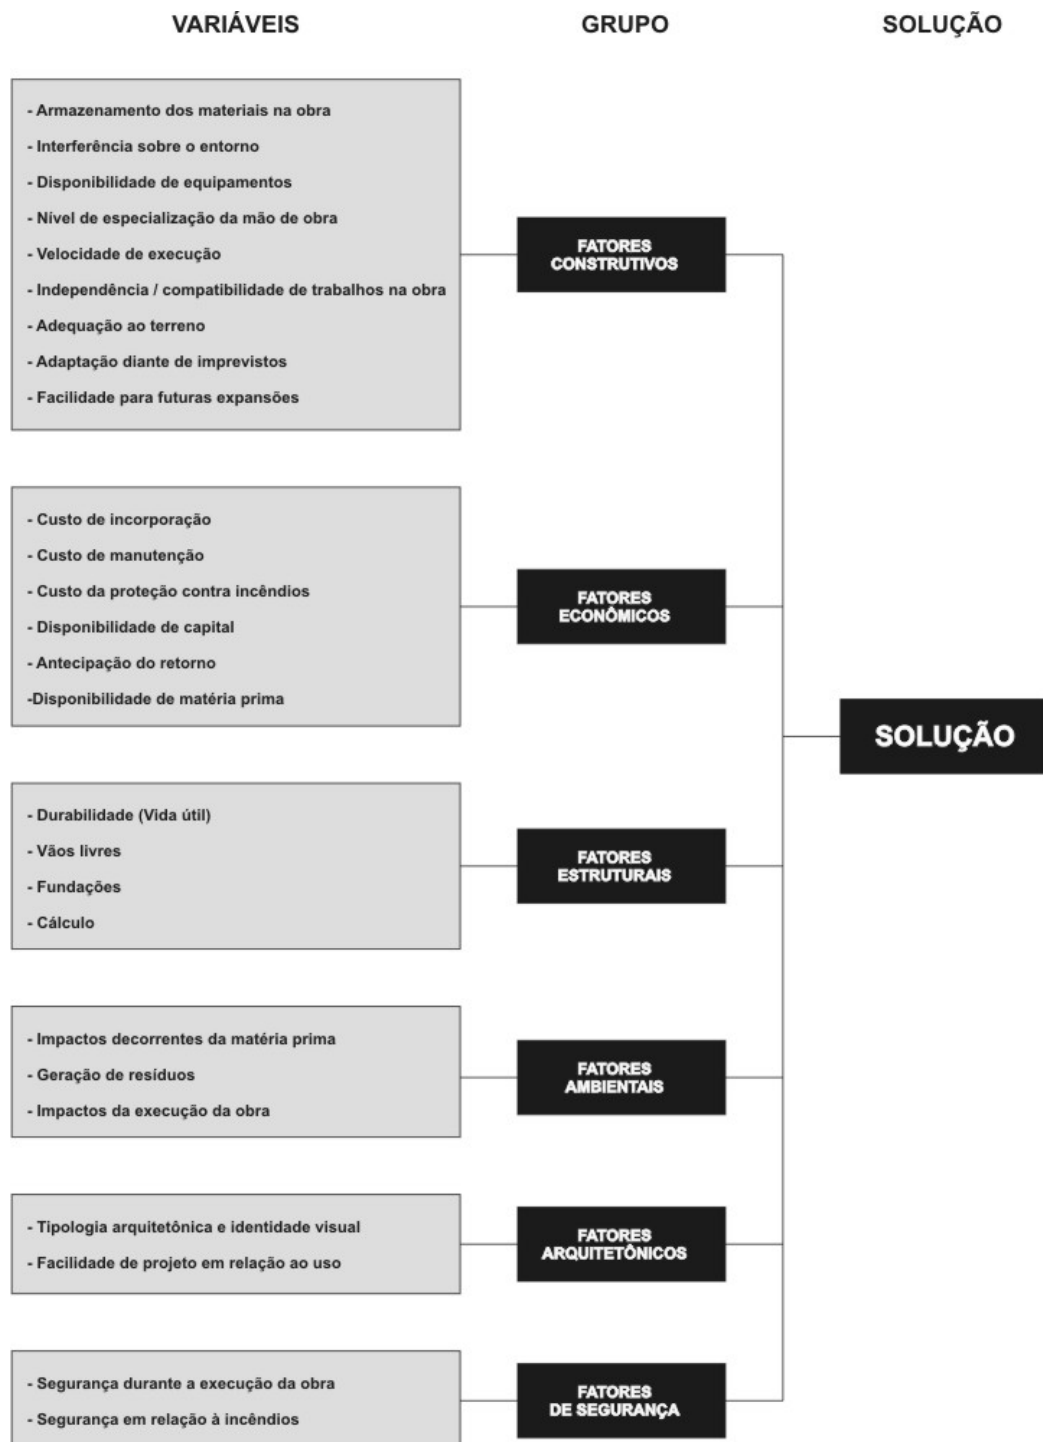 VARIÁVEIS
GRUPO
SOLUÇÃO
- Armazenamento dos materiais na obra
- Interferência sobre o entorno
- Disponibilidade de equipamentos
- Nível de especialização da mão de obra
- Velocidade de execução
- Independência / compatibilidade de trabalhos na obra
- Adequação ao terreno
- Adaptação diante de imprevistos
- Facilidade para futuras expansões
FATORES
CONSTRUTIVOS
- Custo de incorporação
- Custo de manutenção
- Custo da proteção contra incêndios
- Disponibilidade de capital
- Antecipação do retorno
-Disponibilidade de matéria prima
FATORES
ECONÔMICOS
SOLUÇÃO
- Durabilidade (Vida útil)
- Vãos livres
- Fundações
- Cálculo
FATORES
ESTRUTURAIS
- Impactos decorrentes da matéria prima
- Geração de resíduos
- Impactos da execução da obra
FATORES
AMBIENTAIS
- Tipologia arquitetônica e identidade visual
- Facilidade de projeto em relação ao uso
FATORES
ARQUITETÔNICOS
- Segurança durante a execução da obra
- Segurança em relação à incêndios
FATORES
DE SEGURANÇA